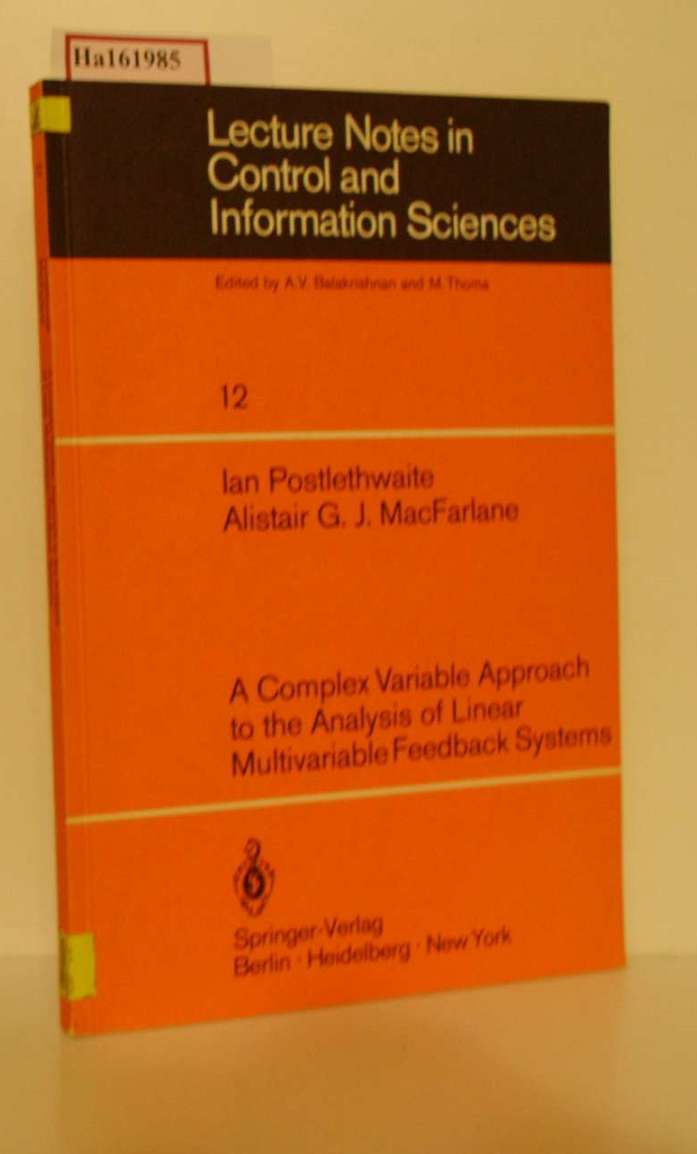 Ha161985
Lecture Notes in
Control and
Information Sciences
Edited by A.V. Balakrishnan and M. Thoma
12
Ian Postlethwaite
Alistair G. J. MacFarlane
A Complex Variable Approach
to the Analysis of Linear
Multivariable Feedback Systems
Springer-Verlag
Berlin · Heidelberg · New York